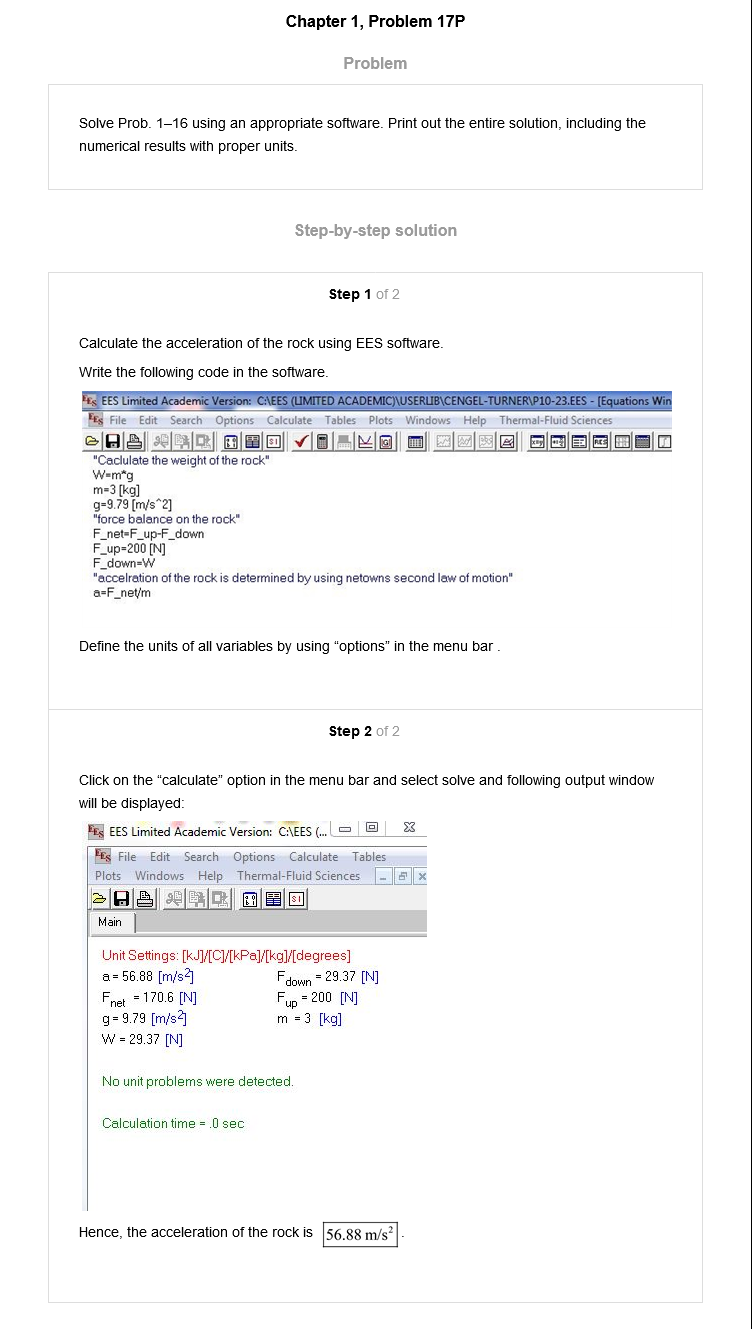 Chapter 1, Problem 17P
Problem
Solve Prob. 1–16 using an appropriate software. Print out the entire solution, including the
numerical results with proper units.
Step-by-step solution
Step 1 of 2
Calculate the acceleration of the rock using EES software.
Write the following code in the software.
EES EES Limited Academic Version: C:\EES (LIMITED ACADEMIC)\USERLIB\CENGEL-TURNER\P10-23.EES - [Equations Win
EES File Edit Search Options Calculate Tables Plots Windows Help Thermal-Fluid Sciences
"Caclulate the weight of the rock"
W=m*g
m=3 [kg]
g=9.79 [m/s^2]
"force balance on the rock"
F_net=F_up-F_down
F_up=200 [N]
F_down=W
"accelration of the rock is determined by using netowns second law of motion"
a=F_net/m
Define the units of all variables by using “options” in the menu bar .
Step 2 of 2
Click on the “calculate” option in the menu bar and select solve and following output window
will be displayed:
EES EES Limited Academic Version: C:\EES (...
EES File Edit Search Options Calculate Tables
Plots Windows Help Thermal-Fluid Sciences
Main
Unit Settings: [kJ]/[C]/[kPa]/[kg]/[degrees]
a = 56.88 [m/s²] F_down = 29.37 [N]
F_net = 170.6 [N] F_up = 200 [N]
g = 9.79 [m/s²] m = 3 [kg]
W = 29.37 [N]
No unit problems were detected.
Calculation time = .0 sec
Hence, the acceleration of the rock is 56.88 m/s² .